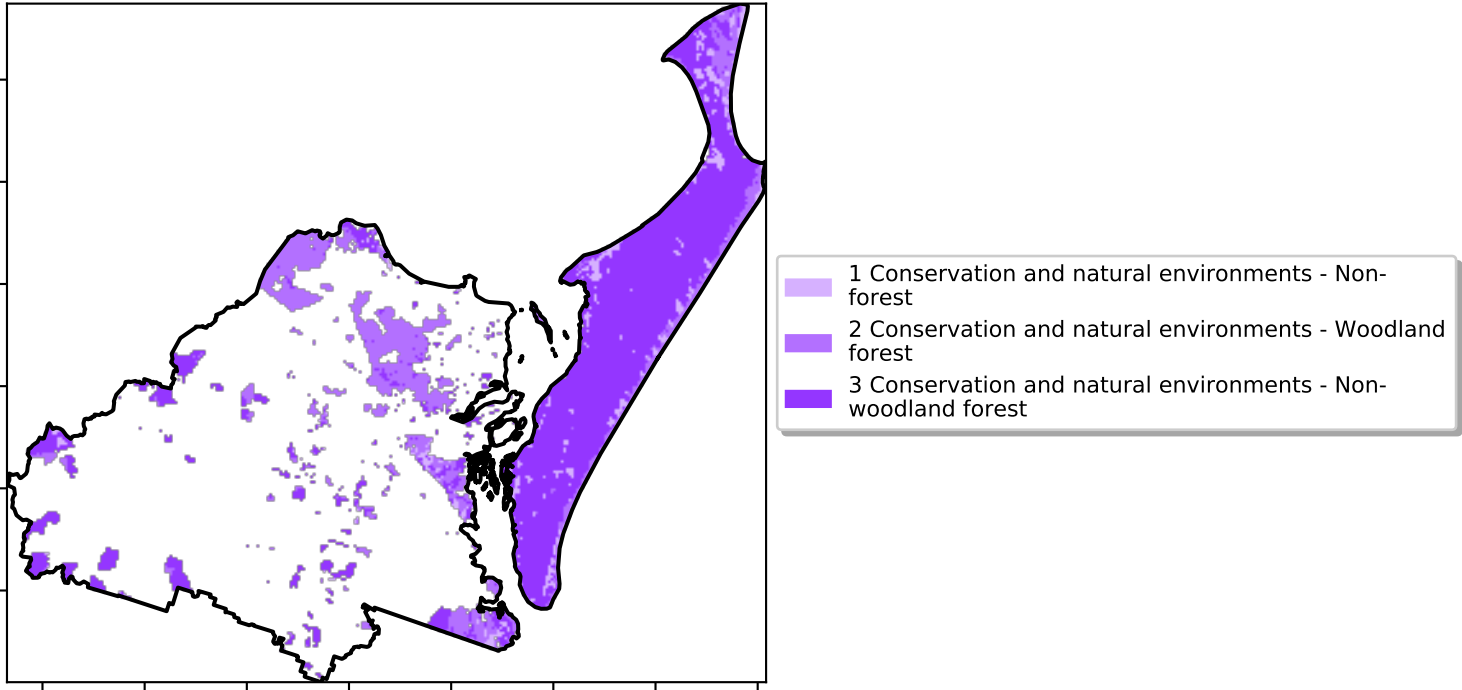 1 Conservation and natural environments - Non-
forest
2 Conservation and natural environments - Woodland
forest
3 Conservation and natural environments - Non-
woodland forest